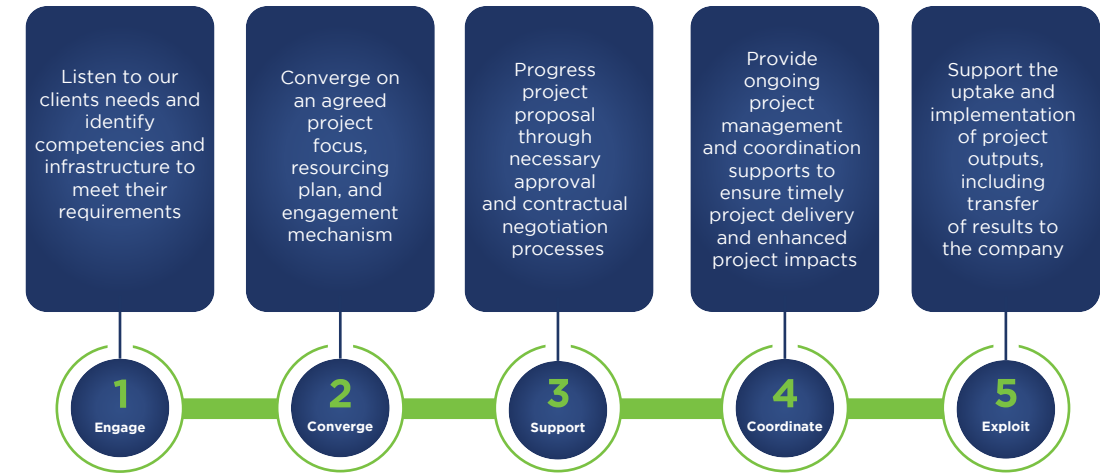 Listen to our
clients needs and
identify
competencies and
infrastructure to
meet their
requirements
Converge on
an agreed
project
focus,
resourcing
plan, and
engagement
mechanism
Progress
project
proposal
through
necessary
approval
and contractual
negotiation
processes
Provide
ongoing
project
management
and coordination
supports to
ensure timely
project delivery
and enhanced
project impacts
Support the
uptake and
implementation
of project
outputs,
including
transfer
of results to
the company
1
Engage
2
Converge
3
Support
4
Coordinate
5
Exploit